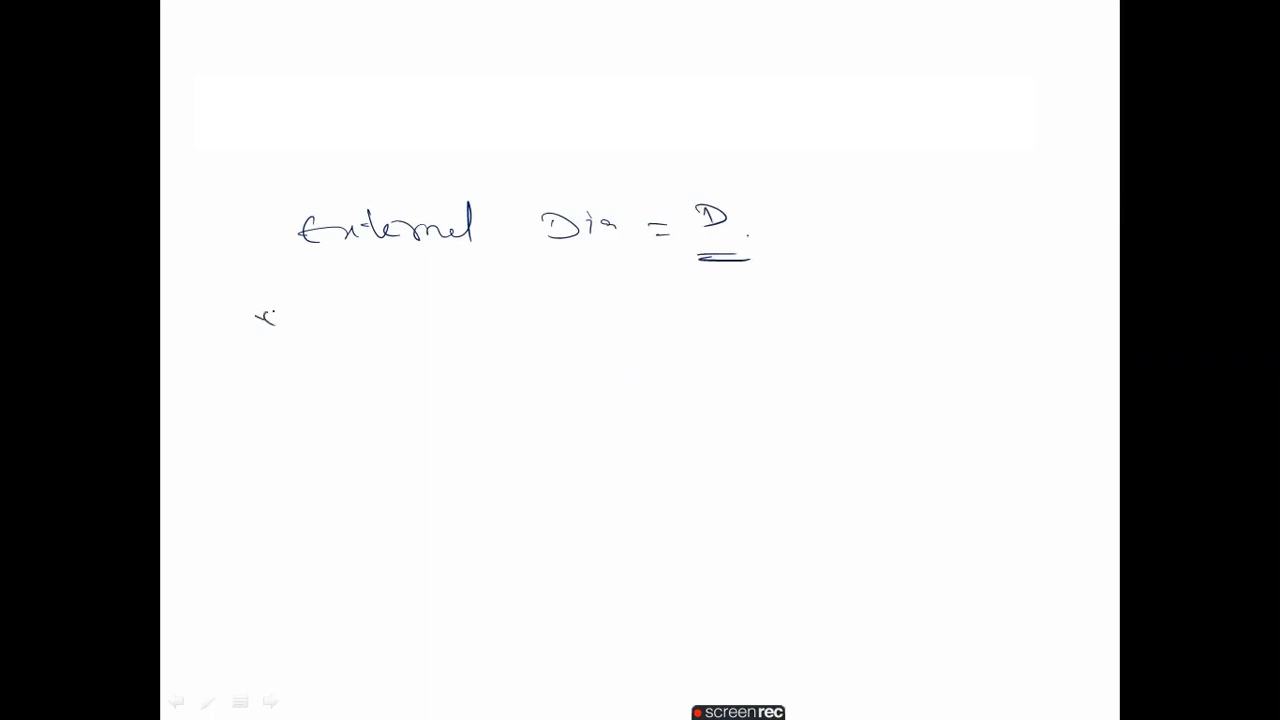 External Dia = D.
screenrec